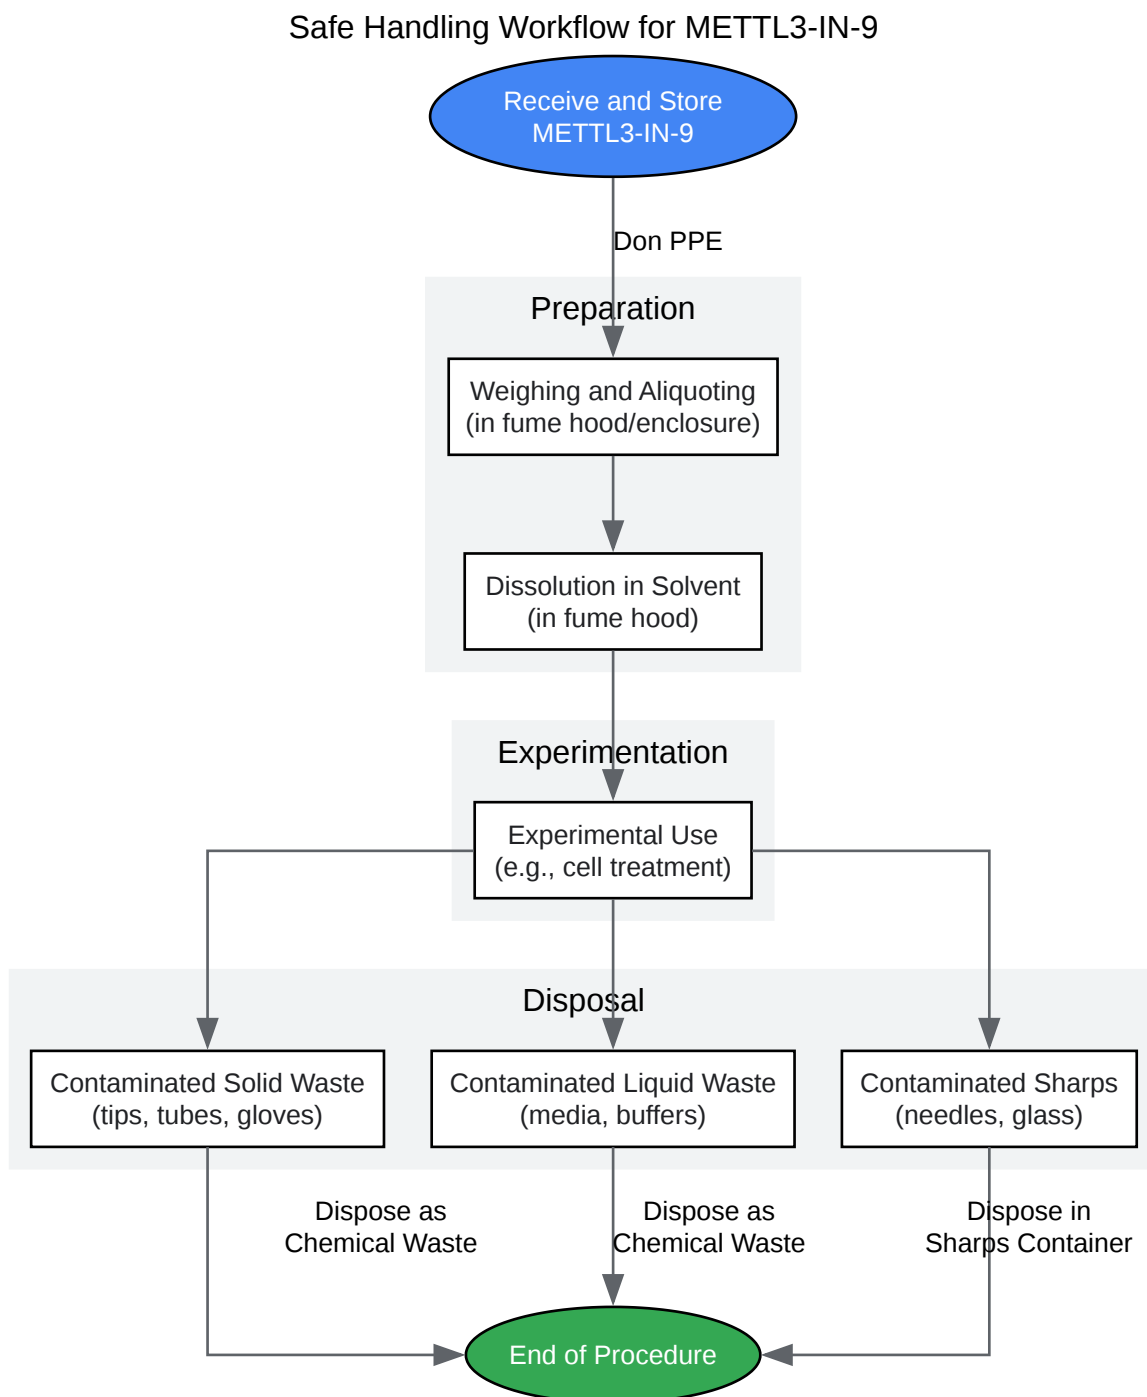 Safe Handling Workflow for METTL3-IN-9
Receive and Store
METTL3-IN-9
Don PPE
Preparation
Weighing and Aliquoting
(in fume hood/enclosure)
Dissolution in Solvent
(in fume hood)
Experimentation
Experimental Use
(e.g., cell treatment)
Disposal
Contaminated Solid Waste
(tips, tubes, gloves)
Contaminated Liquid Waste
(media, buffers)
Contaminated Sharps
(needles, glass)
Dispose as
Chemical Waste
Dispose as
Chemical Waste
Dispose in
Sharps Container
End of Procedure